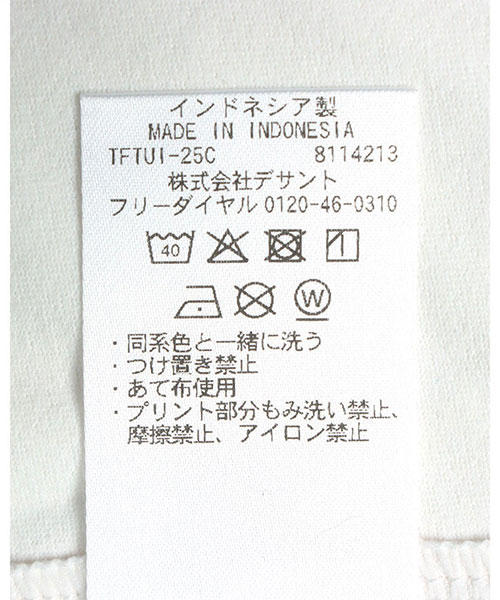 インドネシア製
MADE IN INDONESIA
TFTUI-25C 8114213
株式会社デサント
フリーダイヤル 0120-46-0310
40
W
・同系色と一緒に洗う
・つけ置き禁止
・あて布使用
・プリント部分もみ洗い禁止、
摩擦禁止、アイロン禁止